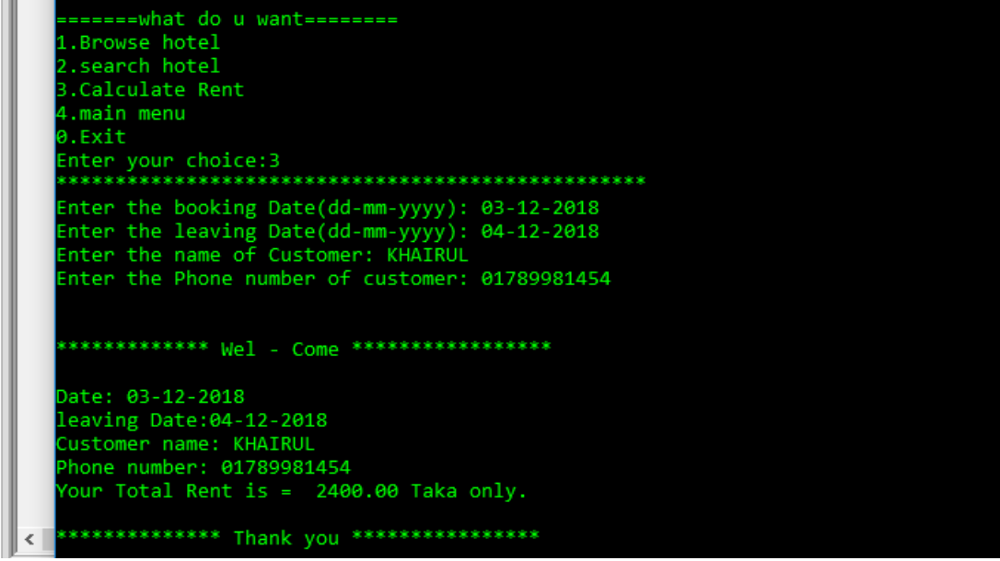 =======what do u want========
1.Browse hotel
2.search hotel
3.Calculate Rent
4.main menu
0.Exit
Enter your choice:3
**************************************************
Enter the booking Date(dd-mm-yyyy): 03-12-2018
Enter the leaving Date(dd-mm-yyyy): 04-12-2018
Enter the name of Customer: KHAIRUL
Enter the Phone number of customer: 01789981454
************* Wel - Come *****************
Date: 03-12-2018
leaving Date:04-12-2018
Customer name: KHAIRUL
Phone number: 01789981454
Your Total Rent is =  2400.00 Taka only.
************** Thank you ****************